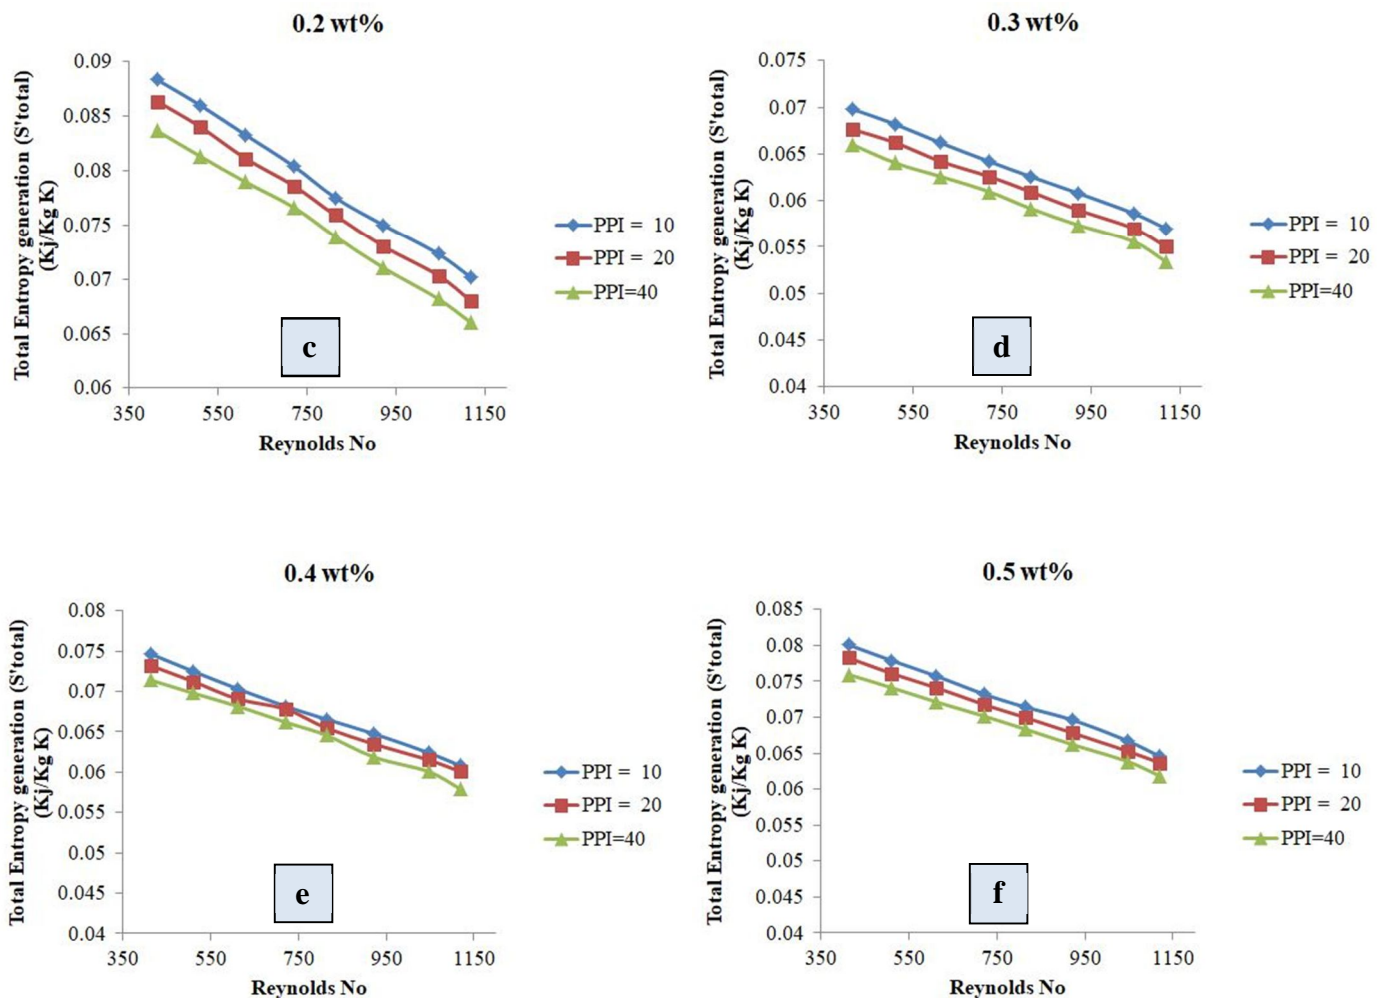 0.2 wt%
Total Entropy generation (S'total)
(Kj/Kg K)
0.09
0.085
0.08
0.075
0.07
0.065
0.06
350 550 750 950 1150
Reynolds No
PPI = 10
PPI = 20
PPI=40
c
0.3 wt%
Total Entropy generation (S'total)
(Kj/Kg K)
0.075
0.07
0.065
0.06
0.055
0.05
0.045
0.04
350 550 750 950 1150
Reynolds No
PPI = 10
PPI = 20
PPI=40
d
0.4 wt%
Total Entropy generation (S'total)
(Kj/Kg K)
0.08
0.075
0.07
0.065
0.06
0.055
0.05
0.045
0.04
350 550 750 950 1150
Reynolds No
PPI = 10
PPI = 20
PPI=40
e
0.5 wt%
Total Entropy generation (S'total)
(Kj/Kg K)
0.085
0.08
0.075
0.07
0.065
0.06
0.055
0.05
0.045
0.04
350 550 750 950 1150
Reynolds No
PPI = 10
PPI = 20
PPI=40
f